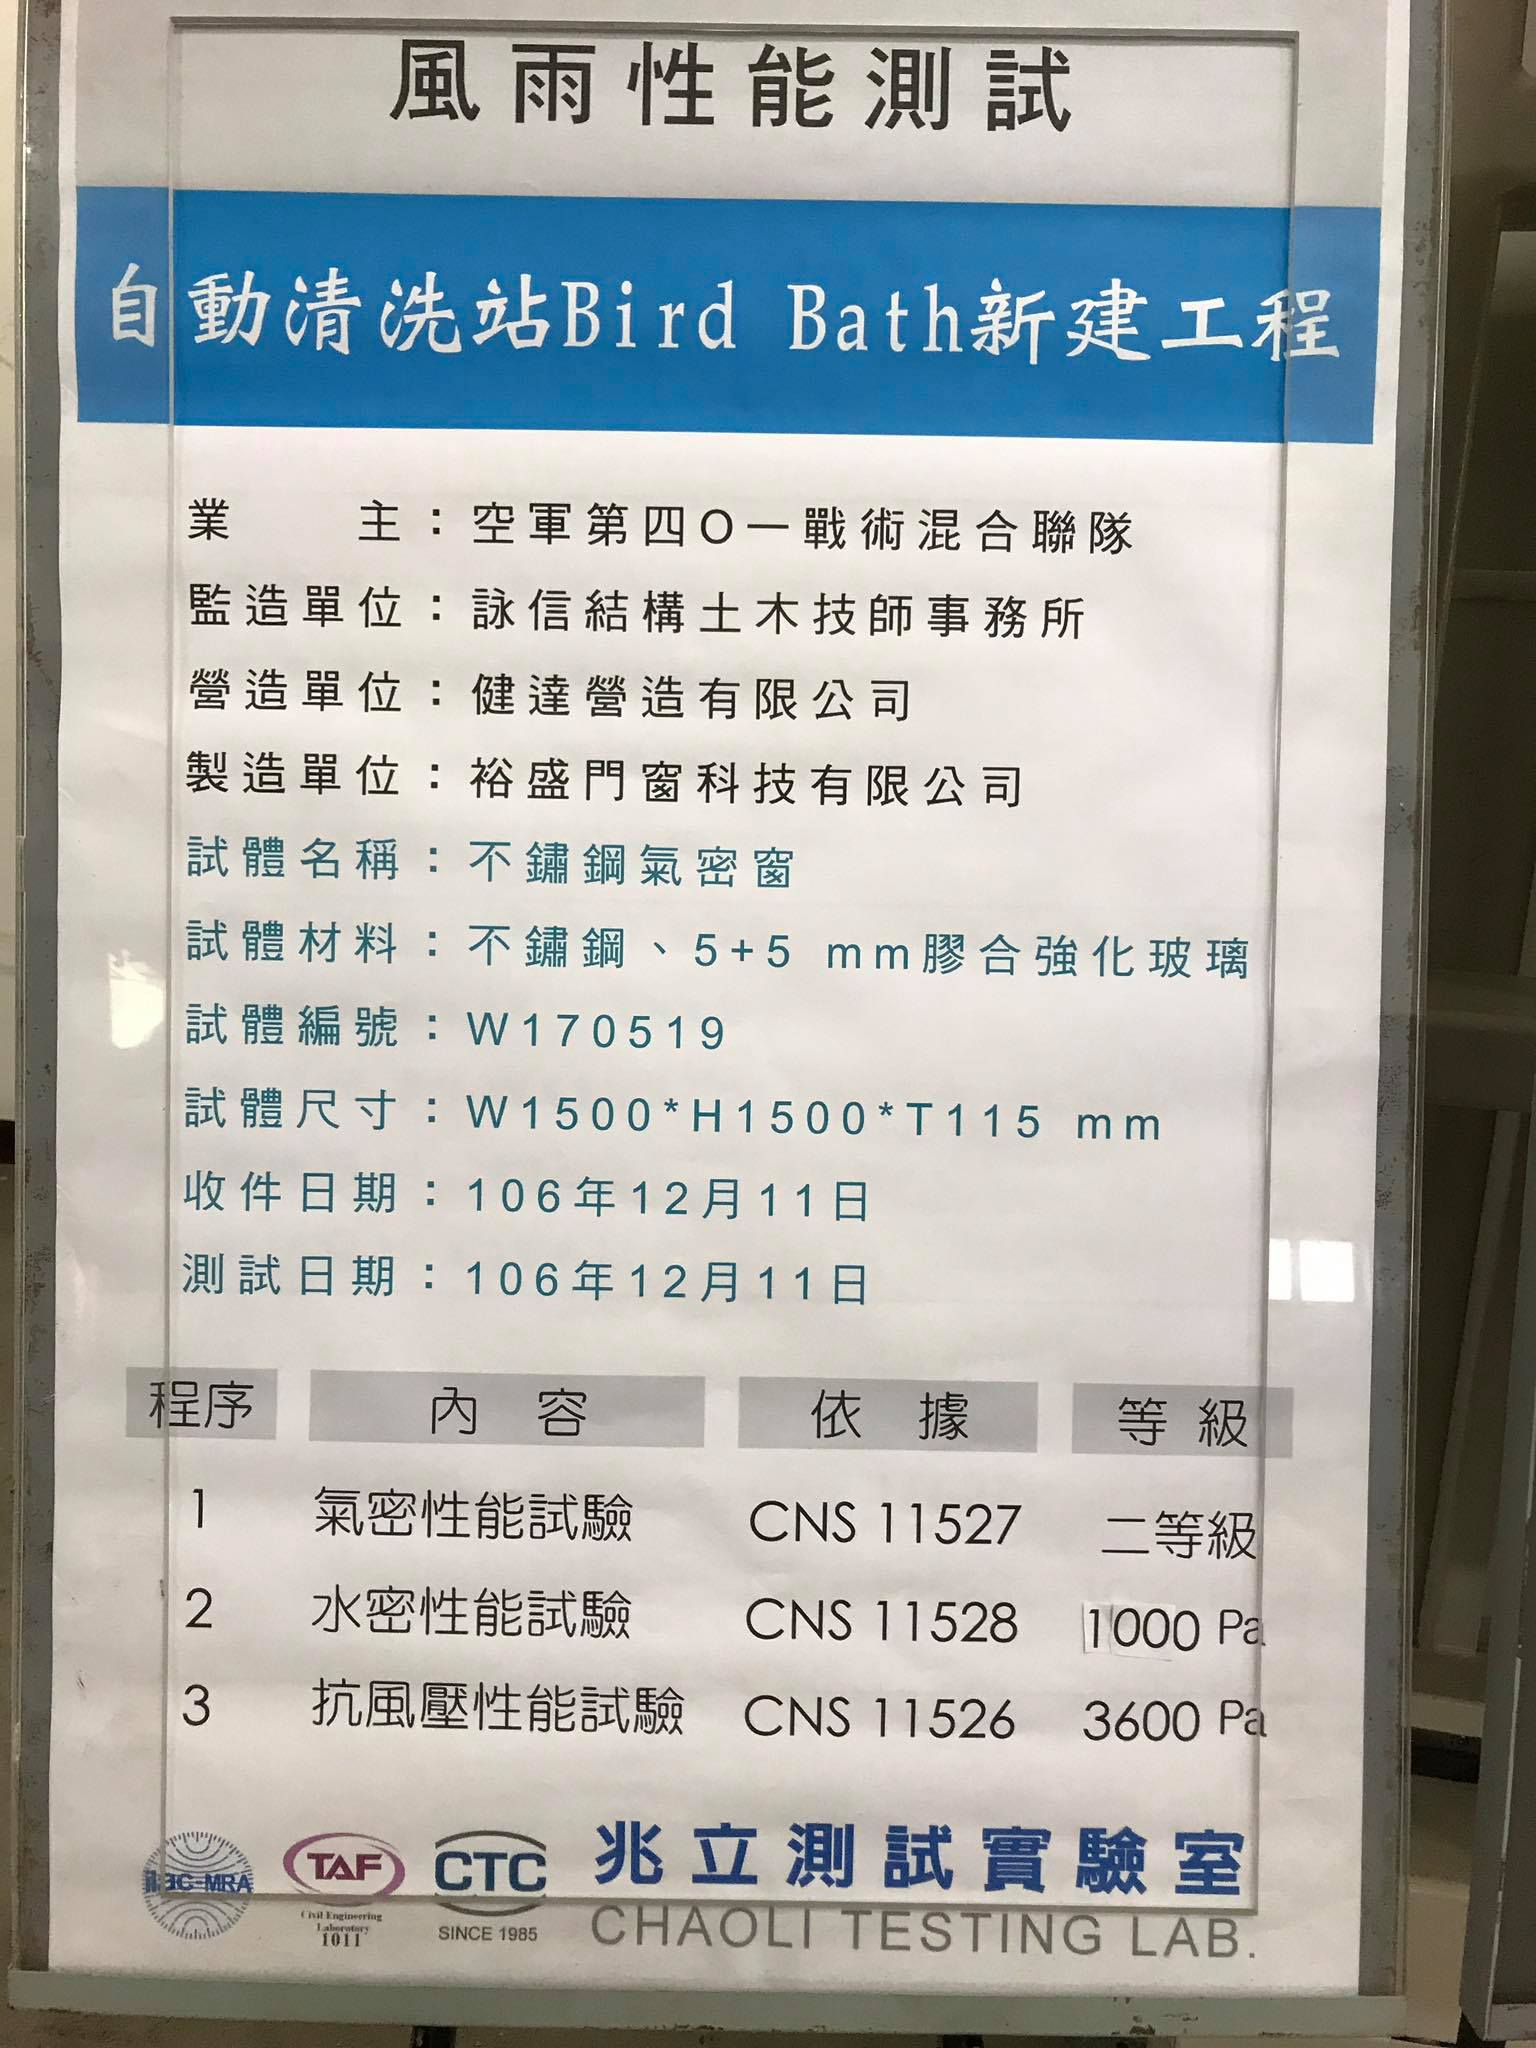 風雨性能測試
自動清洗站Bird Bath新建工程
業主：空軍第四O一戰術混合聯隊
監造單位：詠信結構土木技師事務所
營造單位：健達營造有限公司
製造單位：裕盛門窗科技有限公司
試體名稱：不鏽鋼氣密窗
試體材料：不鏽鋼、5+5 mm膠合強化玻璃
試體編號：W170519
試體尺寸：W1500*H1500*T115 mm
收件日期：106年12月11日
測試日期：106年12月11日
程序 內容 依據 等級
1 氣密性能試驗 CNS 11527 二等級
2 水密性能試驗 CNS 11528 1000 Pa
3 抗風壓性能試驗 CNS 11526 3600 Pa
ilac-MRA
TAF
Civil Engineering
Laboratory
1011
CTC
SINCE 1985
兆立測試實驗室
CHAOLI TESTING LAB.